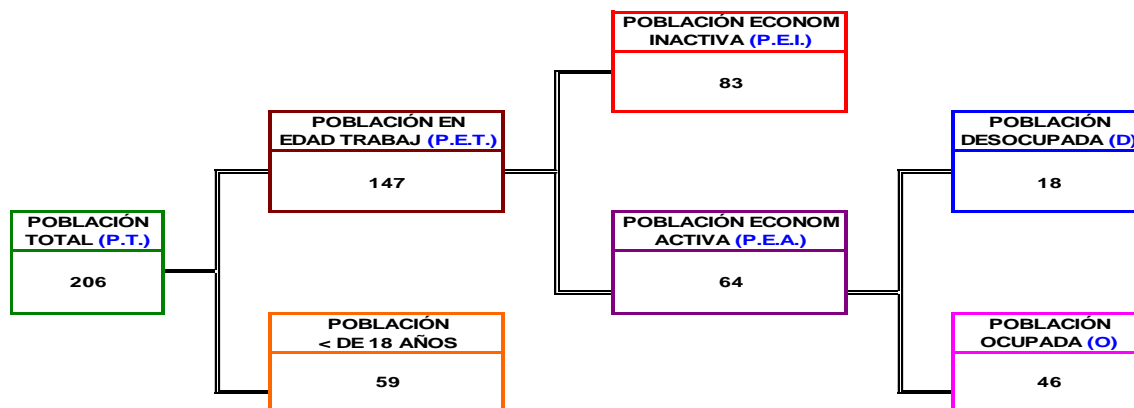 POBLACIÓN ECONOM
INACTIVA (P.E.I.)
83
POBLACIÓN EN
EDAD TRABAJ (P.E.T.)
147
POBLACIÓN
DESOCUPADA (D)
18
POBLACIÓN
TOTAL (P.T.)
206
POBLACIÓN ECONOM
ACTIVA (P.E.A.)
64
POBLACIÓN
< DE 18 AÑOS
59
POBLACIÓN
OCUPADA (O)
46